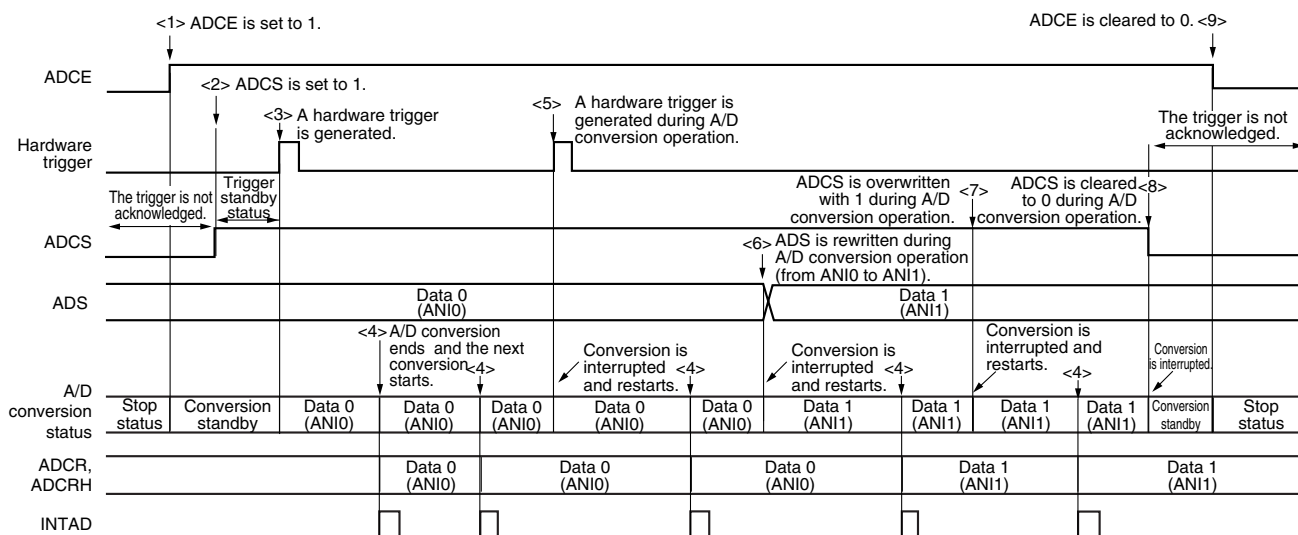 <1> ADCE is set to 1.
ADCE is cleared to 0. <9>
ADCE
<2> ADCS is set to 1.
<3> A hardware trigger
is generated.
<5> A hardware trigger is
generated during A/D
conversion operation.
The trigger is not
acknowledged.
Hardware
trigger
The trigger is not
acknowledged.
Trigger
standby
status
ADCS is overwritten
with 1 during A/D
conversion operation.
<7>
ADCS is cleared
to 0 during A/D
conversion operation.
<8>
ADCS
<6> ADS is rewritten during
A/D conversion operation
(from ANI0 to ANI1).
ADS
Data 0
(ANI0)
Data 1
(ANI1)
<4> A/D conversion
ends and the next
conversion
starts.
<4>
Conversion is
interrupted
and restarts.
<4>
Conversion is
interrupted
and restarts.
<4>
Conversion is
interrupted and
restarts.
<4>
Conversion
is interrupted.
A/D
conversion
status
Stop
status
Conversion
standby
Data 0
(ANI0)
Data 0
(ANI0)
Data 0
(ANI0)
Data 0
(ANI0)
Data 0
(ANI0)
Data 1
(ANI1)
Data 1
(ANI1)
Data 1
(ANI1)
Data 1
(ANI1)
Conversion
standby
Stop
status
ADCR,
ADCRH
Data 0
(ANI0)
Data 0
(ANI0)
Data 0
(ANI0)
Data 1
(ANI1)
Data 1
(ANI1)
INTAD